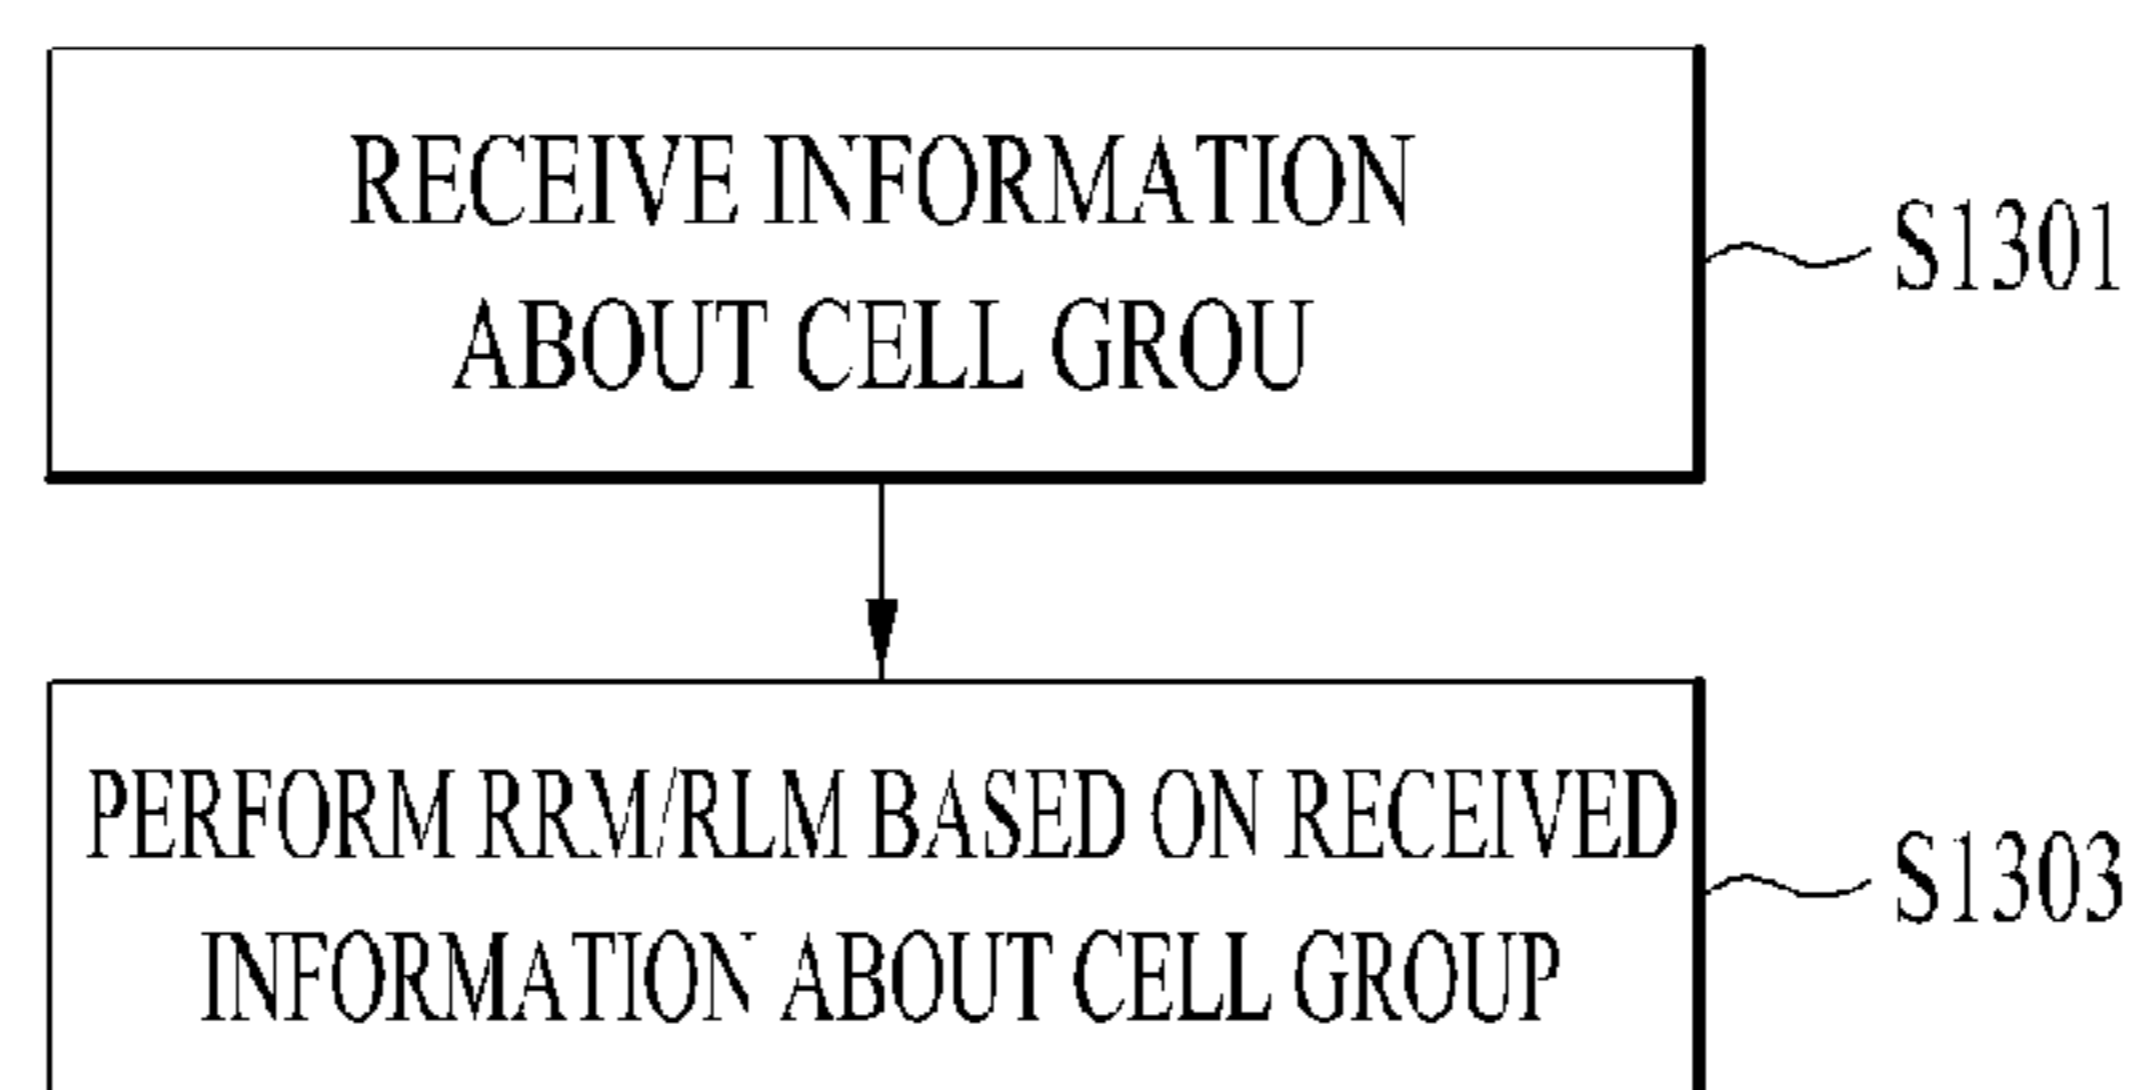 RECEIVE INFORMATION
ABOUT CELL GROU
S1301
PERFORM RRM/RLM BASED ON RECEIVED
INFORMATION ABOUT CELL GROUP
S1303